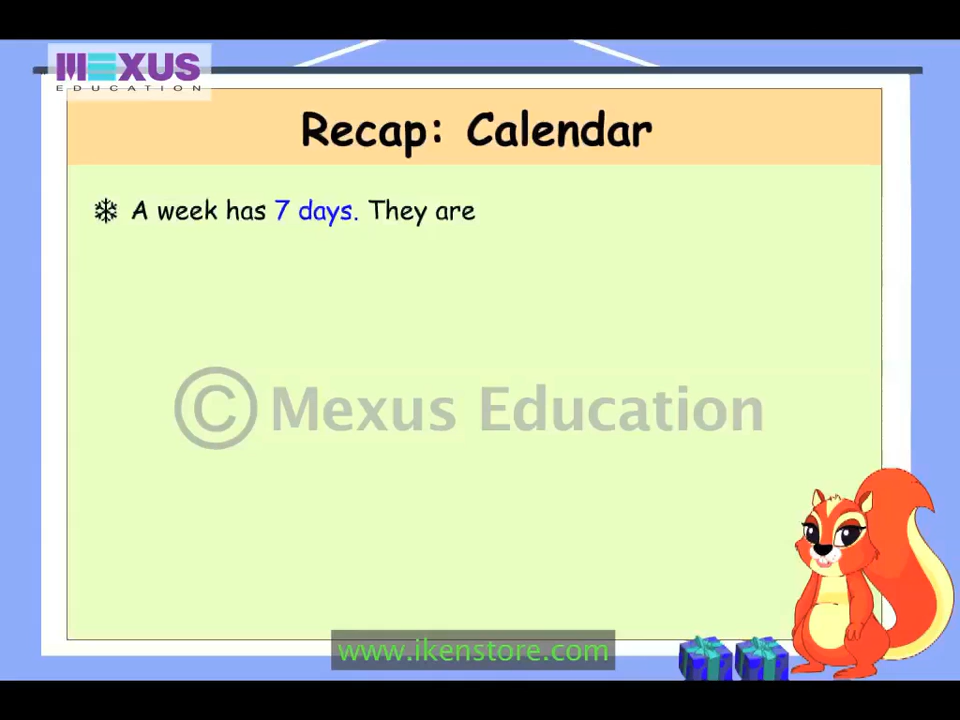 MEXUS
EDUCATION
Recap: Calendar
A week has 7 days. They are
© Mexus Education
www.ikenstore.com